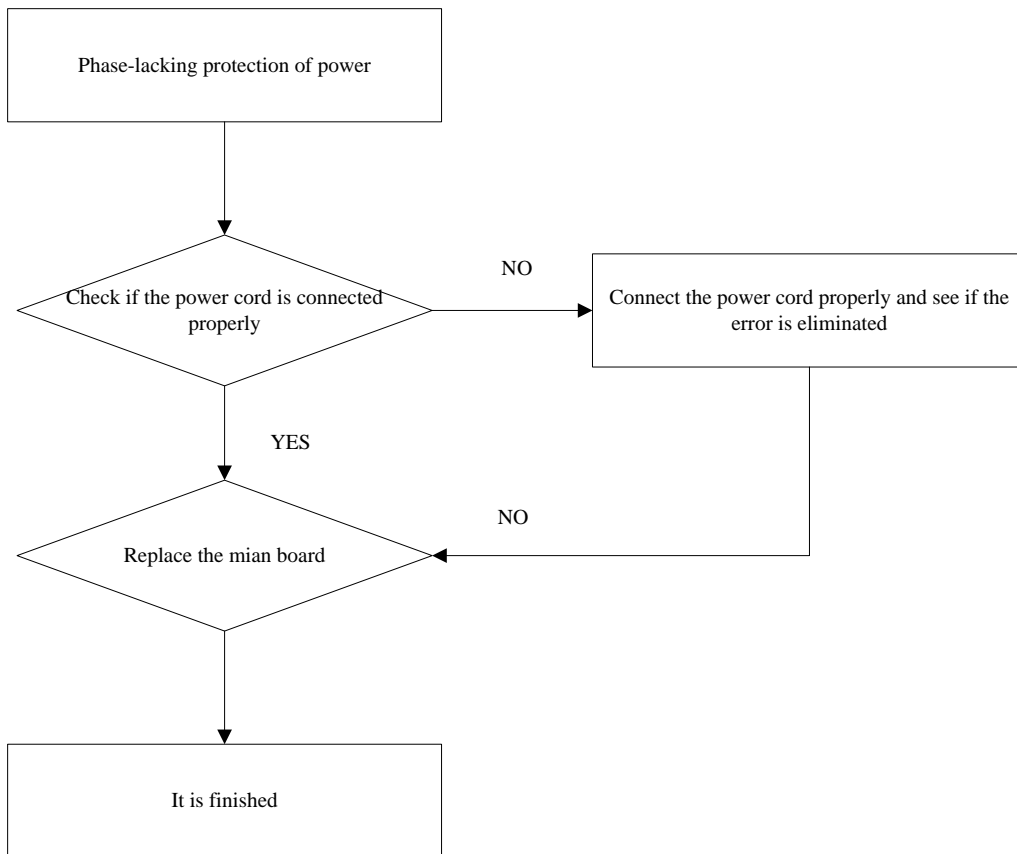 Phase-lacking protection of power
NO
Check if the power cord is connected
properly
Connect the power cord properly and see if the
error is eliminated
YES
NO
Replace the mian board
It is finished